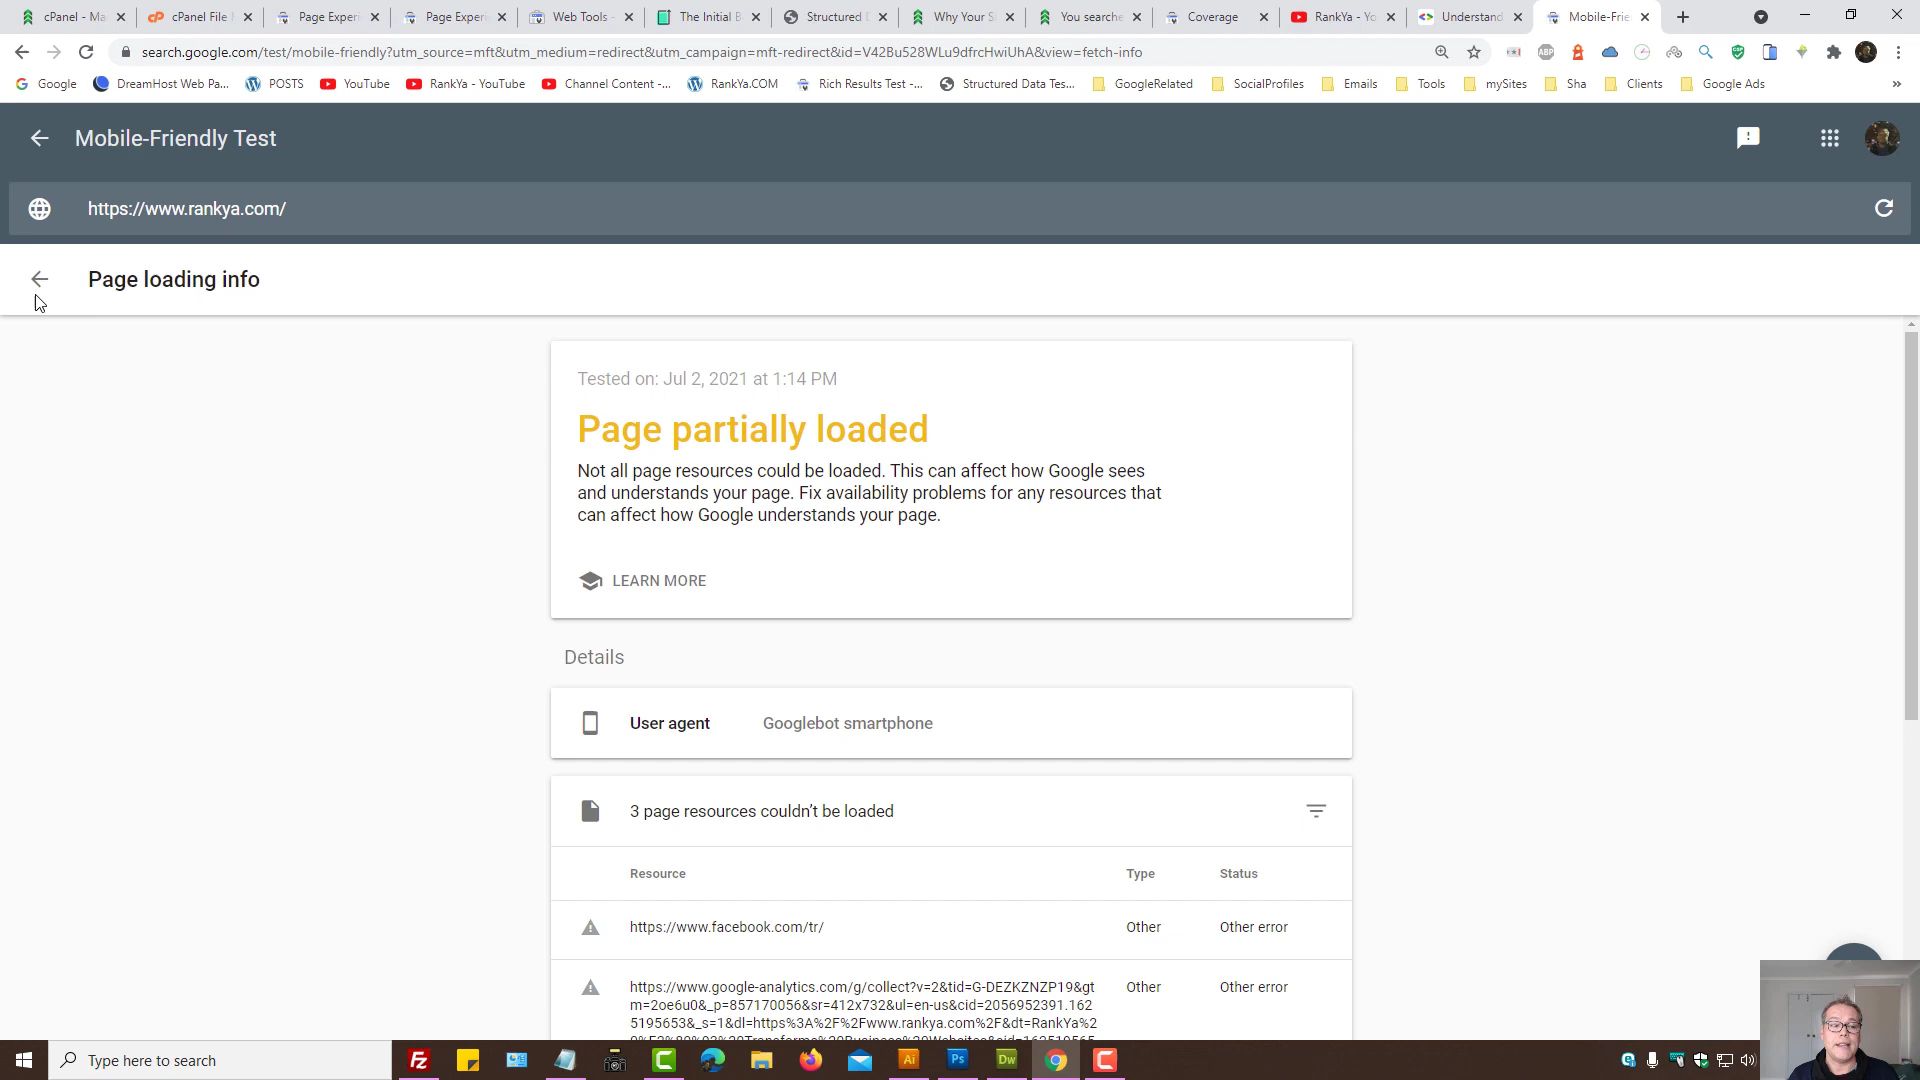 cPanel - Ma
cPanel File
Page Experi
Page Experi
Web Tools -
The Initial B
Structured D
Why Your S
You searche
Coverage
RankYa - Yo
Understand
Mobile-Frie
search.google.com/test/mobile-friendly?utm_source=mft&utm_medium=redirect&utm_campaign=mft-redirect&id=V42Bu528WLu9dfrcHwiUhA&view=fetch-info
Google
DreamHost Web Pa...
POSTS
YouTube
RankYa - YouTube
Channel Content -...
RankYa.COM
Rich Results Test -...
Structured Data Tes...
GoogleRelated
SocialProfiles
Emails
Tools
mySites
Sha
Clients
Google Ads
»
Mobile-Friendly Test
https://www.rankya.com/
Page loading info
Tested on: Jul 2, 2021 at 1:14 PM
Page partially loaded
Not all page resources could be loaded. This can affect how Google sees
and understands your page. Fix availability problems for any resources that
can affect how Google understands your page.
LEARN MORE
Details
User agent Googlebot smartphone
3 page resources couldn't be loaded
Resource Type Status
https://www.facebook.com/tr/ Other Other error
https://www.google-analytics.com/g/collect?v=2&tid=G-DEZKZNZP19&gt Other Other error
m=2oe6u0&_p=857170056&sr=412x732&ul=en-us&cid=2056952391.162
5195653&_s=1&dl=https%3A%2F%2Fwww.rankya.com%2F&dt=RankYa%2
Type here to search